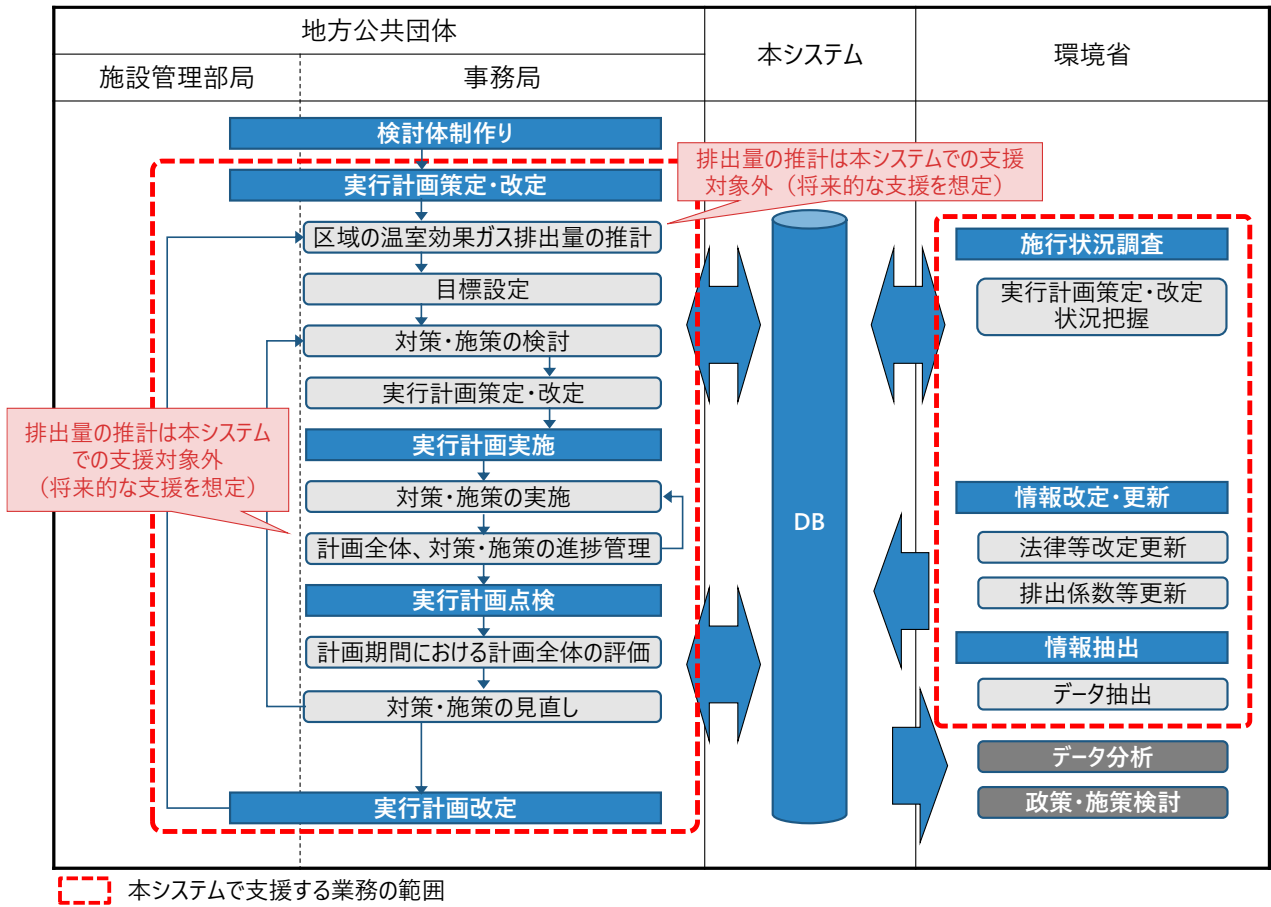 地方公共団体
本システム
環境省
施設管理部局
事務局
検討体制作り
実行計画策定・改定
排出量の推計は本システムでの支援
対象外（将来的な支援を想定）
区域の温室効果ガス排出量の推計
目標設定
対策・施策の検討
実行計画策定・改定
排出量の推計は本システム
での支援対象外
（将来的な支援を想定）
実行計画実施
対策・施策の実施
計画全体、対策・施策の進捗管理
実行計画点検
計画期間における計画全体の評価
対策・施策の見直し
実行計画改定
DB
施行状況調査
実行計画策定・改定
状況把握
情報改定・更新
法律等改定更新
排出係数等更新
情報抽出
データ抽出
データ分析
政策・施策検討
本システムで支援する業務の範囲